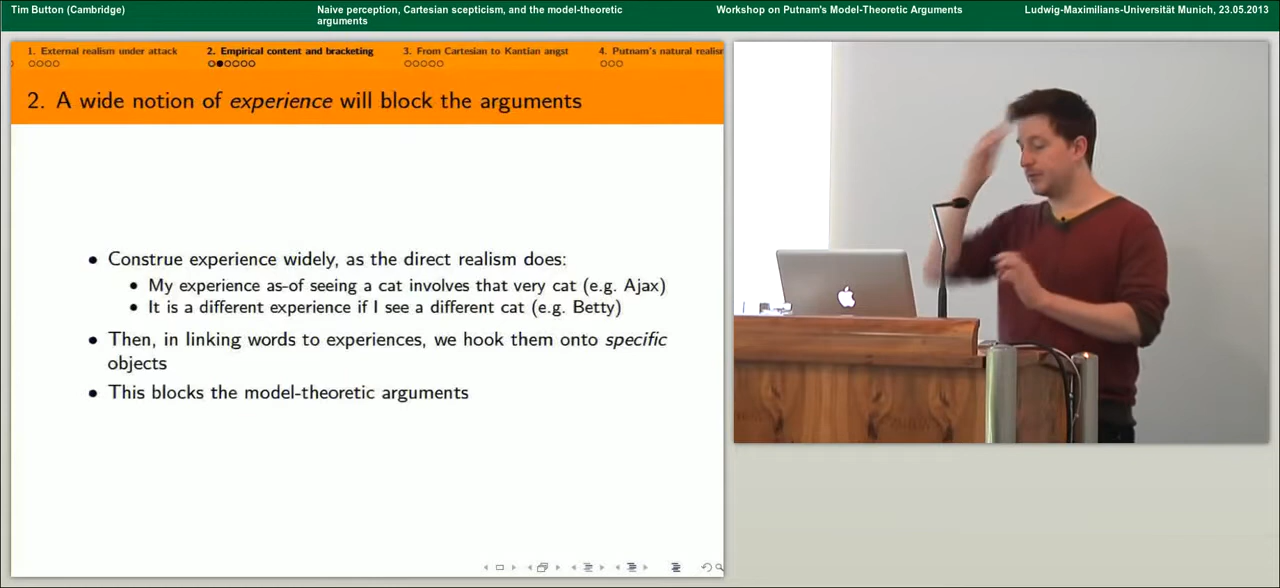 Tim Button (Cambridge)
Naive perception, Cartesian scepticism, and the model-theoretic
arguments
Workshop on Putnam's Model-Theoretic Arguments
Ludwig-Maximilians-Universität Munich, 23.05.2013
1. External realism under attack
2. Empirical content and bracketing
3. From Cartesian to Kantian angst
4. Putnam's natural realism
2. A wide notion of experience will block the arguments
Construe experience widely, as the direct realism does:
My experience as-of seeing a cat involves that very cat (e.g. Ajax)
It is a different experience if I see a different cat (e.g. Betty)
Then, in linking words to experiences, we hook them onto specific
objects
This blocks the model-theoretic arguments